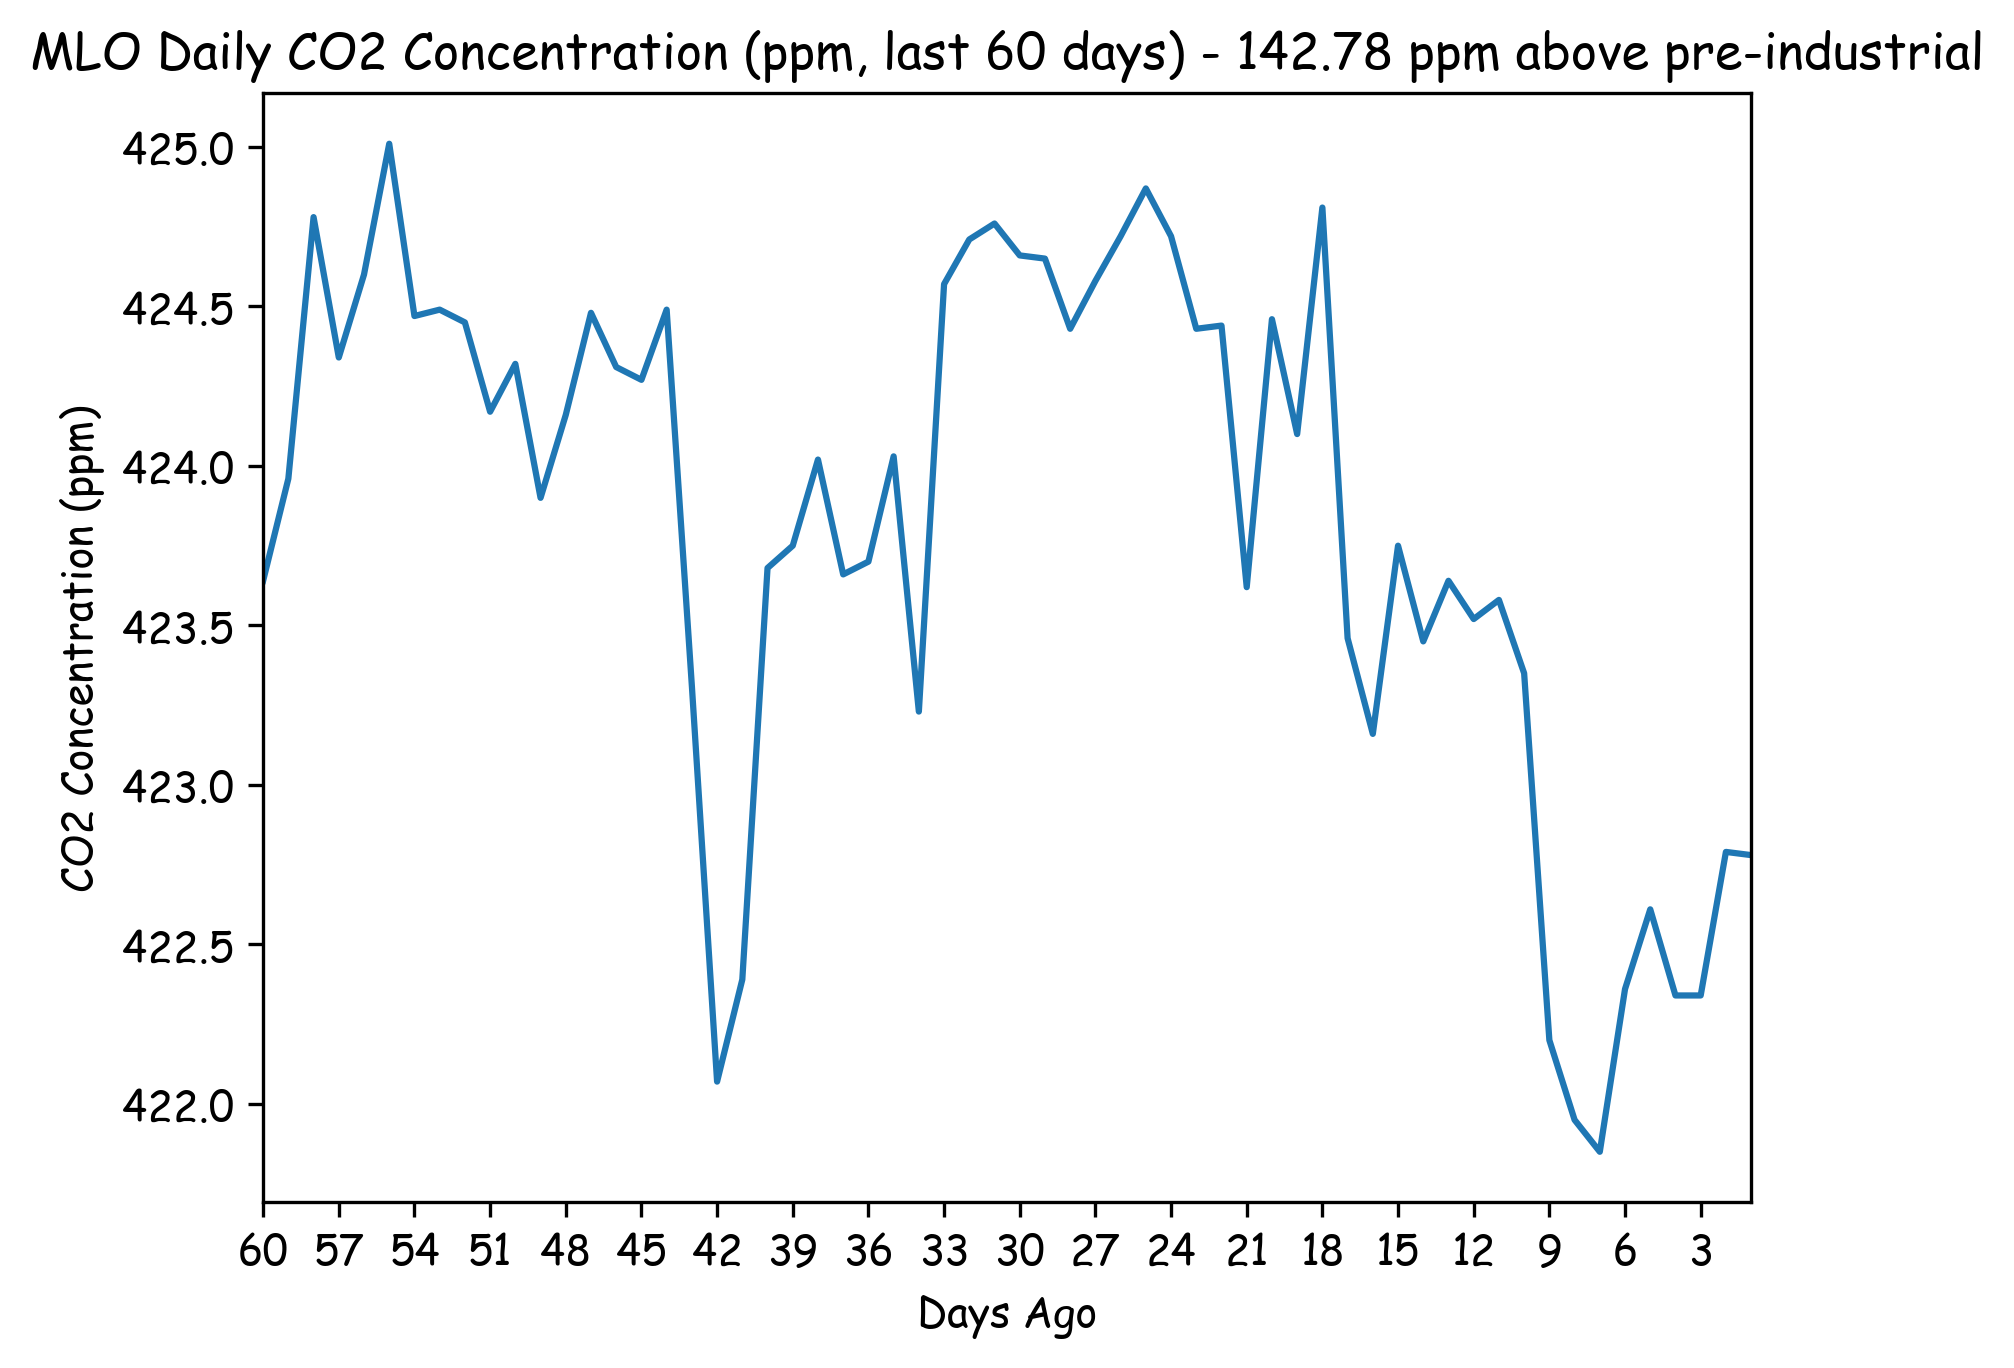 MLO Daily CO2 Concentration (ppm, last 60 days) - 142.78 ppm above pre-industrial
CO2 Concentration (ppm)
425.0
424.5
424.0
423.5
423.0
422.5
422.0
60 57 54 51 48 45 42 39 36 33 30 27 24 21 18 15 12 9 6 3
Days Ago